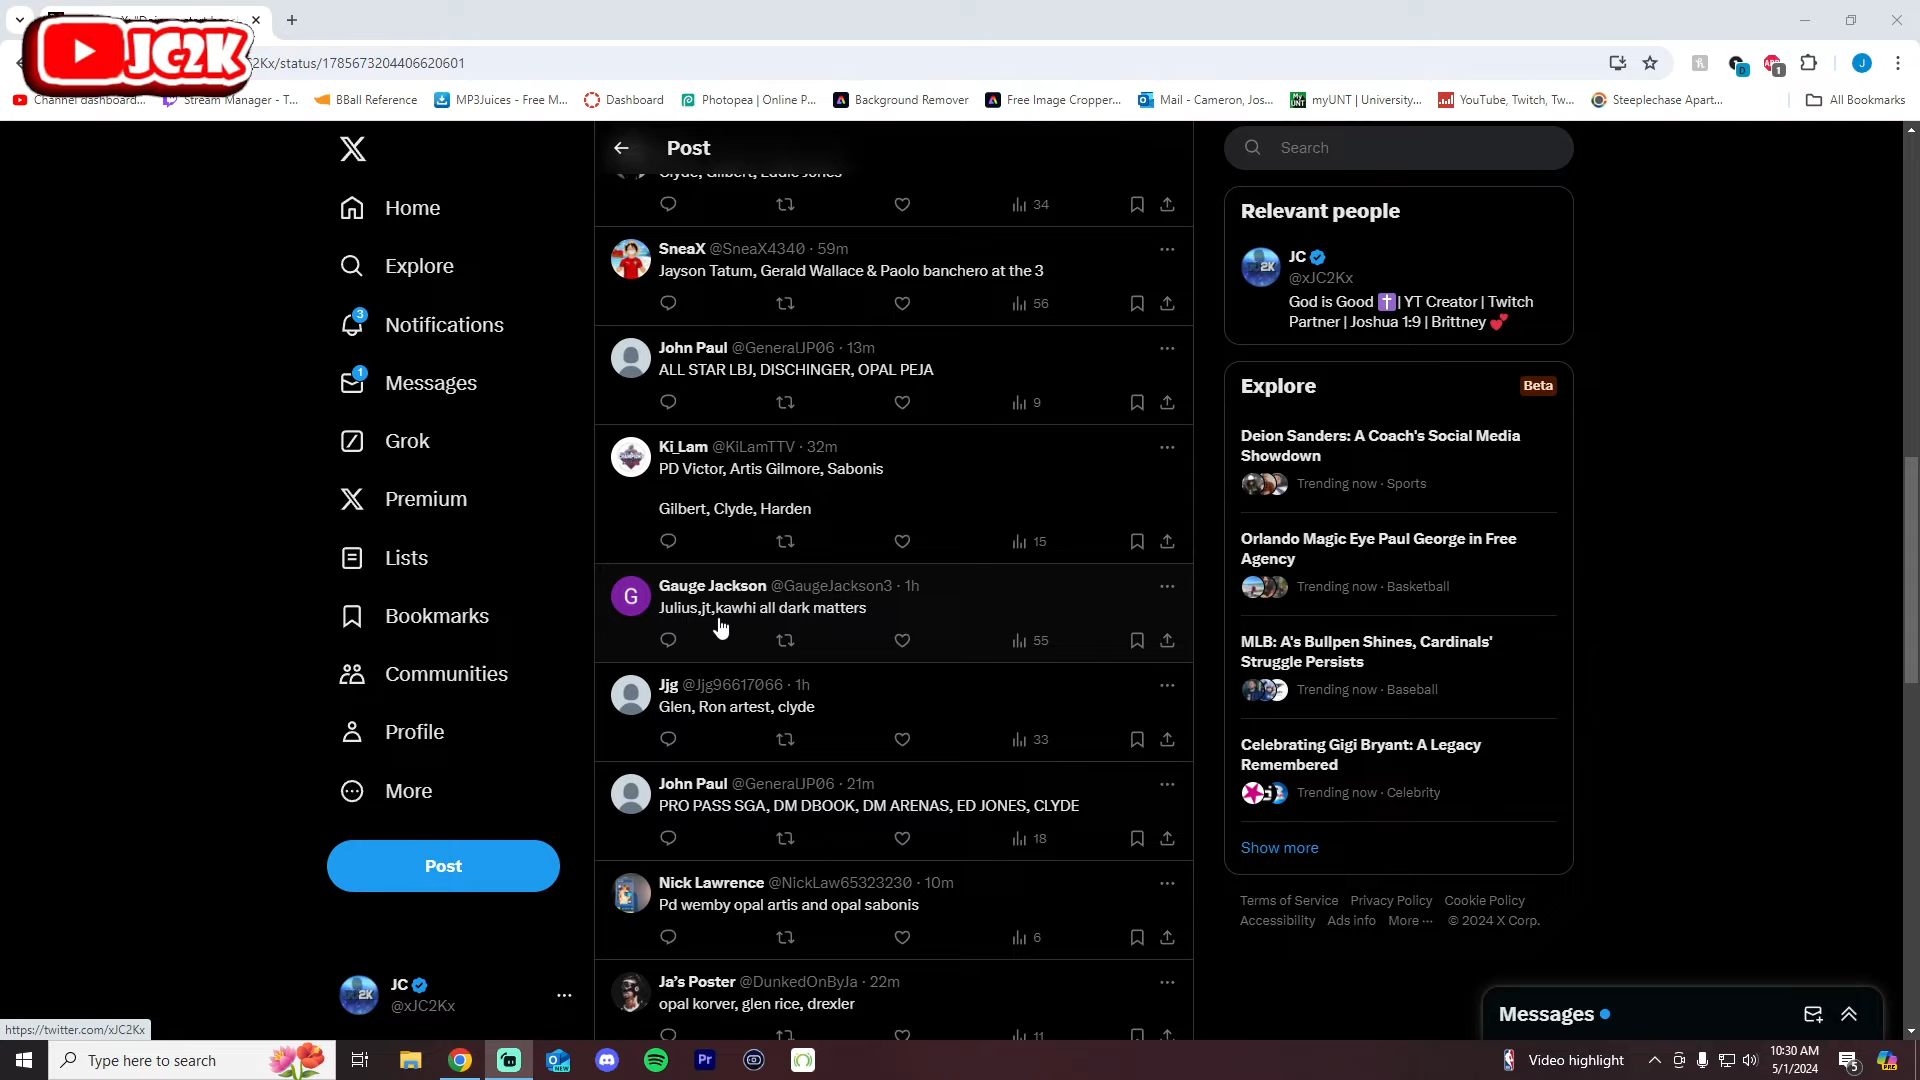 JC2K
2Kx/status/1785673204406620601
J
Channel dashboard...
Stream Manager - T...
BBall Reference
MP3Juices - Free M...
Dashboard
Photopea | Online P...
Background Remover
Free Image Cropper...
Mail - Cameron, Jos...
myUNT | University...
YouTube, Twitch, Tw...
Steeplechase Apart...
All Bookmarks
Home
Explore
3
Notifications
1
Messages
Grok
Premium
Lists
Bookmarks
Communities
Profile
More
Post
JC
@xJC2Kx
https://twitter.com/xJC2Kx
Post
Clyde, Gilbert, Eddie Jones
34
SneaX @SneaX4340 · 59m
Jayson Tatum, Gerald Wallace & Paolo banchero at the 3
56
John Paul @GeneralJP06 · 13m
ALL STAR LBJ, DISCHINGER, OPAL PEJA
9
Ki_Lam @KiLamTTV · 32m
PD Victor, Artis Gilmore, Sabonis
Gilbert, Clyde, Harden
15
G
Gauge Jackson @GaugeJackson3 · 1h
Julius,jt,kawhi all dark matters
55
Jjg @Jjg96617066 · 1h
Glen, Ron artest, clyde
33
John Paul @GeneralJP06 · 21m
PRO PASS SGA, DM DBOOK, DM ARENAS, ED JONES, CLYDE
18
Nick Lawrence @NickLaw65323230 · 10m
Pd wemby opal artis and opal sabonis
6
Ja's Poster @DunkedOnByJa · 22m
opal korver, glen rice, drexler
11
Search
Relevant people
JC
@xJC2Kx
God is Good ✝️| YT Creator | Twitch
Partner | Joshua 1:9 | Brittney 💕
Explore
Beta
Deion Sanders: A Coach's Social Media
Showdown
Trending now · Sports
Orlando Magic Eye Paul George in Free
Agency
Trending now · Basketball
MLB: A's Bullpen Shines, Cardinals'
Struggle Persists
Trending now · Baseball
Celebrating Gigi Bryant: A Legacy
Remembered
Trending now · Celebrity
Show more
Terms of Service Privacy Policy Cookie Policy
Accessibility Ads info More ··· © 2024 X Corp.
Messages
Type here to search
Video highlight
10:30 AM
5/1/2024
5